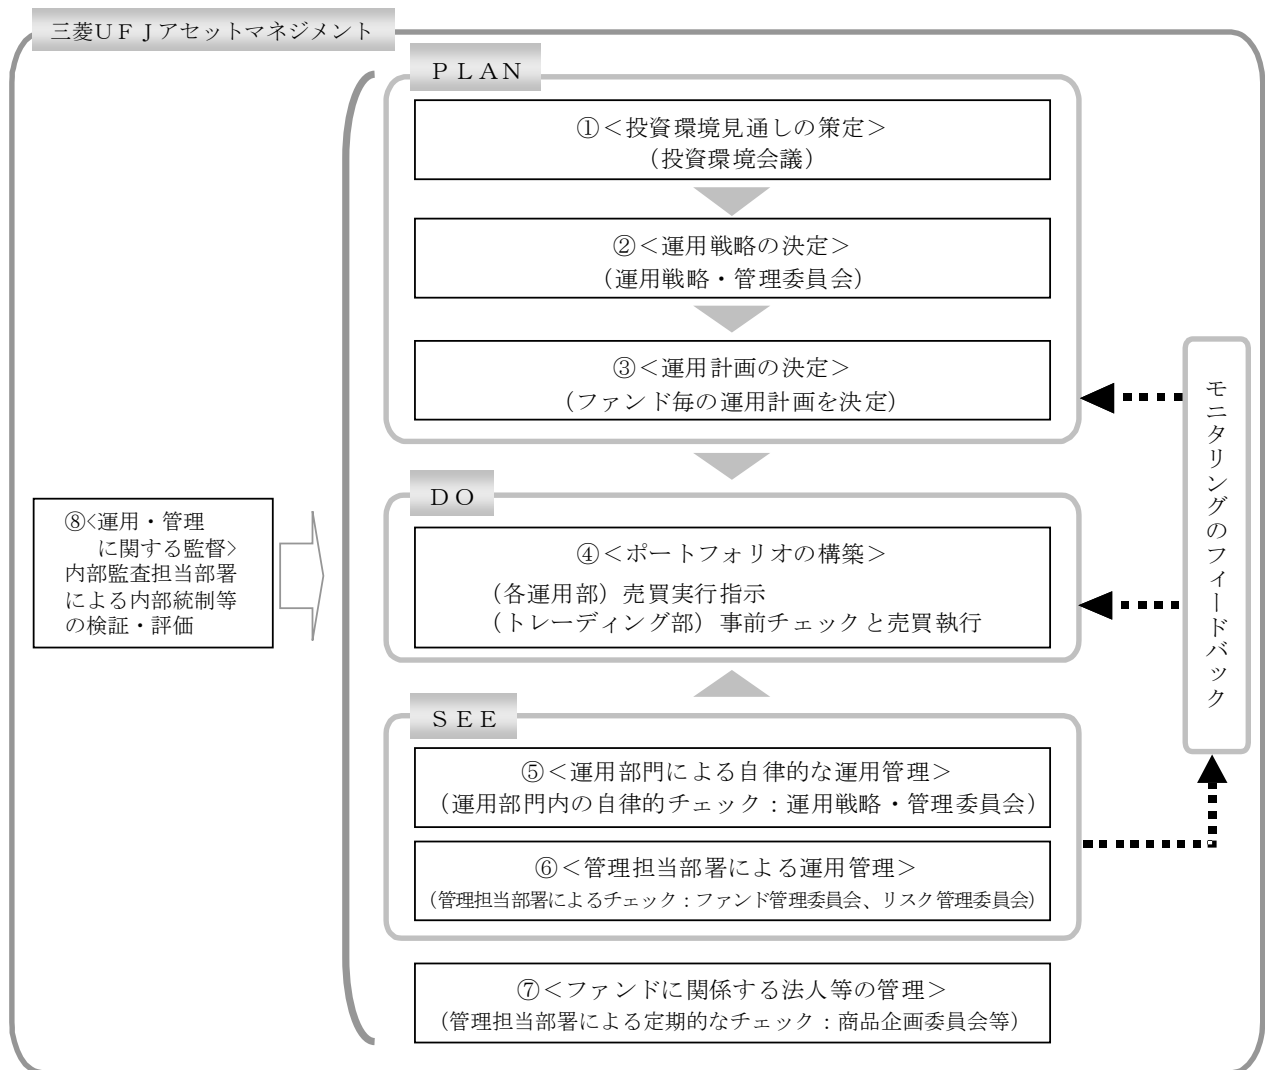 三菱ＵＦＪアセットマネジメント
ＰＬＡＮ
①＜投資環境見通しの策定＞
（投資環境会議）
②＜運用戦略の決定＞
（運用戦略・管理委員会）
③＜運用計画の決定＞
（ファンド毎の運用計画を決定）
ＤＯ
④＜ポートフォリオの構築＞
（各運用部）売買実行指示
（トレーディング部）事前チェックと売買執行
ＳＥＥ
⑤＜運用部門による自律的な運用管理＞
（運用部門内の自律的チェック：運用戦略・管理委員会）
⑥＜管理担当部署による運用管理＞
（管理担当部署によるチェック：ファンド管理委員会、リスク管理委員会）
⑦＜ファンドに関係する法人等の管理＞
（管理担当部署による定期的なチェック：商品企画委員会等）
⑧<運用・管理
に関する監督>
内部監査担当部署
による内部統制等
の検証・評価
モニタリングのフィードバック